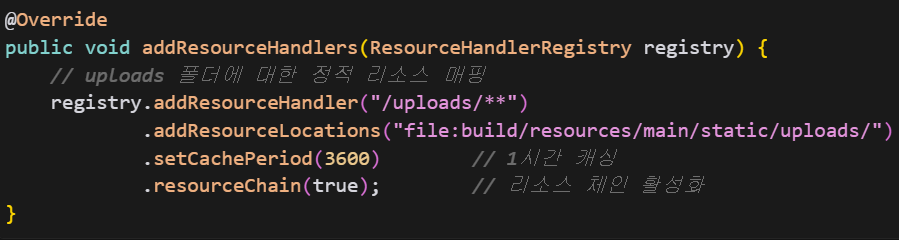 @Override
public void addResourceHandlers(ResourceHandlerRegistry registry) {
    // uploads 폴더에 대한 정적 리소스 매핑
    registry.addResourceHandler("/uploads/**")
            .addResourceLocations("file:build/resources/main/static/uploads/")
            .setCachePeriod(3600)        // 1시간 캐싱
            .resourceChain(true);        // 리소스 체인 활성화
}